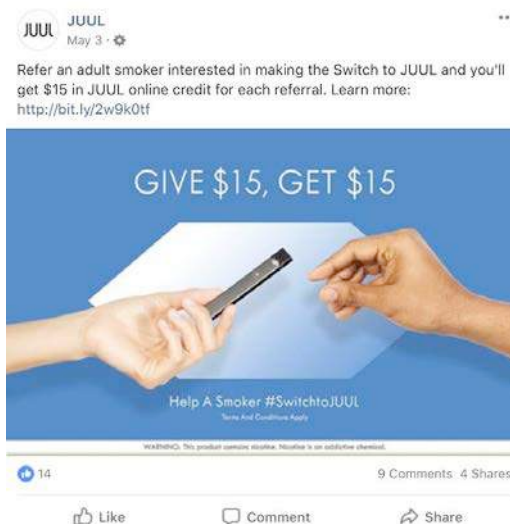 JUUL
JUUL
May 3 ·
Refer an adult smoker interested in making the Switch to JUUL and you'll
get $15 in JUUL online credit for each referral. Learn more:
http://bit.ly/2w9k0tf
GIVE $15, GET $15
Help A Smoker #SwitchtoJUUL
Terms And Conditions Apply
WARNING: This product contains nicotine. Nicotine is an addictive chemical.
14
9 Comments 4 Shares
Like
Comment
Share